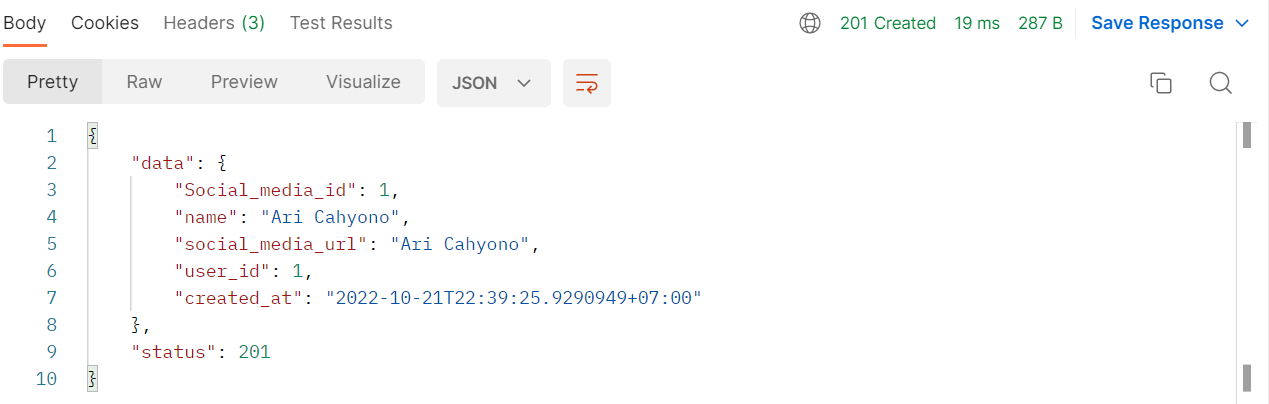 Body Cookies Headers (3) Test Results 201 Created 19 ms 287 B Save Response
Pretty Raw Preview Visualize JSON
1 {
2 "data": {
3 "Social_media_id": 1,
4 "name": "Ari Cahyono",
5 "social_media_url": "Ari Cahyono",
6 "user_id": 1,
7 "created_at": "2022-10-21T22:39:25.9290949+07:00"
8 },
9 "status": 201
10 }